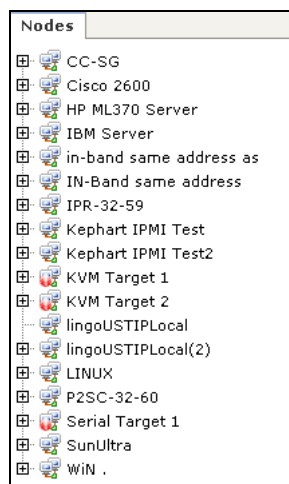 Nodes
CC-SG
Cisco 2600
HP ML370 Server
IBM Server
in-band same address as
IN-Band same address
IPR-32-59
Kephart IPMI Test
Kephart IPMI Test2
KVM Target 1
KVM Target 2
lingoUSTIPLocal
lingoUSTIPLocal(2)
LINUX
P2SC-32-60
Serial Target 1
SunUltra
WiN .